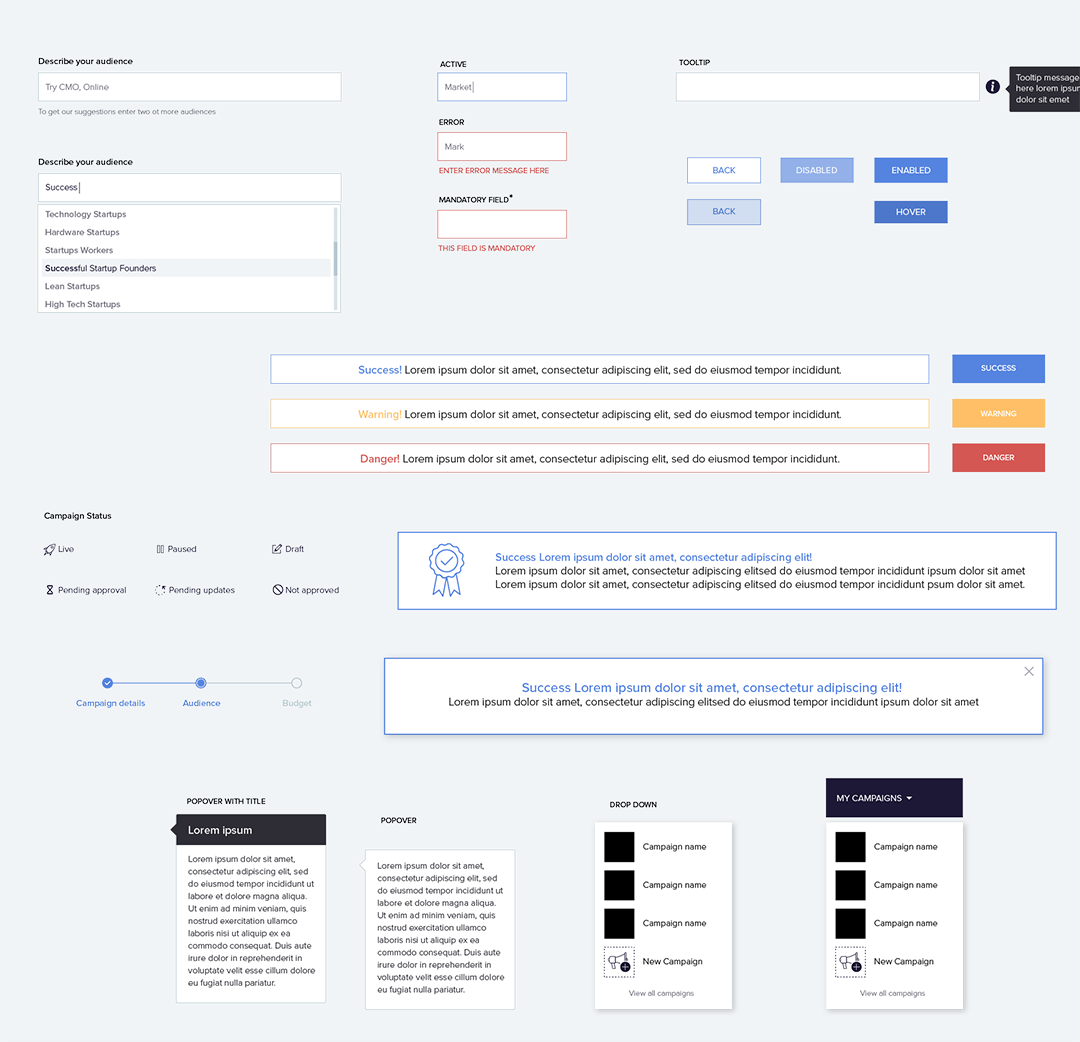 Describe your audience
Try CMO, Online
To get our suggestions enter two ot more audiences
Describe your audience
Success
Technology Startups
Hardware Startups
Startups Workers
Successful Startup Founders
Lean Startups
High Tech Startups
ACTIVE
Market
ERROR
Mark
ENTER ERROR MESSAGE HERE
MANDATORY FIELD*
THIS FIELD IS MANDATORY
TOOLTIP
i
Tooltip message
here lorem ipsum
dolor sit emet
BACK
DISABLED
ENABLED
BACK
HOVER
Success! Lorem ipsum dolor sit amet, consectetur adipiscing elit, sed do eiusmod tempor incididunt.
SUCCESS
Warning! Lorem ipsum dolor sit amet, consectetur adipiscing elit, sed do eiusmod tempor incididunt.
WARNING
Danger! Lorem ipsum dolor sit amet, consectetur adipiscing elit, sed do eiusmod tempor incididunt.
DANGER
Campaign Status
Live
Paused
Draft
Pending approval
Pending updates
Not approved
Success Lorem ipsum dolor sit amet, consectetur adipiscing elit!
Lorem ipsum dolor sit amet, consectetur adipiscing elitsed do eiusmod tempor incididunt ipsum dolor sit amet
Lorem ipsum dolor sit amet, consectetur adipiscing elitsed do eiusmod tempor incididunt psum dolor sit amet.
Campaign details
Audience
Budget
Success Lorem ipsum dolor sit amet, consectetur adipiscing elit!
Lorem ipsum dolor sit amet, consectetur adipiscing elitsed do eiusmod tempor incididunt ipsum dolor sit amet
POPOVER WITH TITLE
Lorem ipsum
Lorem ipsum dolor sit amet,
consectetur adipiscing elit, sed
do eiusmod tempor incididunt ut
labore et dolore magna aliqua.
Ut enim ad minim veniam, quis
nostrud exercitation ullamco
laboris nisi ut aliquip ex ea
commodo consequat. Duis aute
irure dolor in reprehenderit in
voluptate velit esse cillum dolore
eu fugiat nulla pariatur.
POPOVER
Lorem ipsum dolor sit amet,
consectetur adipiscing elit, sed
do eiusmod tempor incididunt ut
labore et dolore magna aliqua.
Ut enim ad minim veniam, quis
nostrud exercitation ullamco
laboris nisi ut aliquip ex ea
commodo consequat. Duis aute
irure dolor in reprehenderit in
voluptate velit esse cillum dolore
eu fugiat nulla pariatur.
DROP DOWN
Campaign name
Campaign name
Campaign name
New Campaign
View all campaigns
MY CAMPAIGNS
Campaign name
Campaign name
Campaign name
New Campaign
View all campaigns